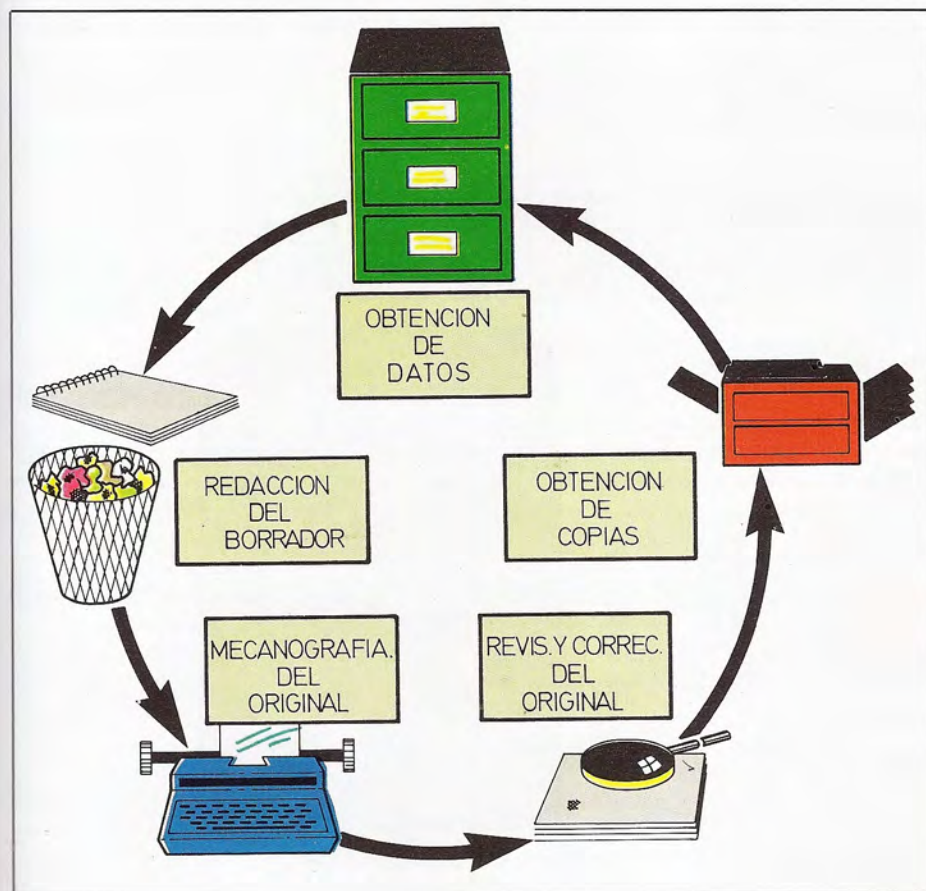 OBTENCION
DE
DATOS
REDACCION
DEL
BORRADOR
MECANOGRAFIA.
DEL
ORIGINAL
REVIS. Y CORREC.
DEL
ORIGINAL
OBTENCION
DE
COPIAS